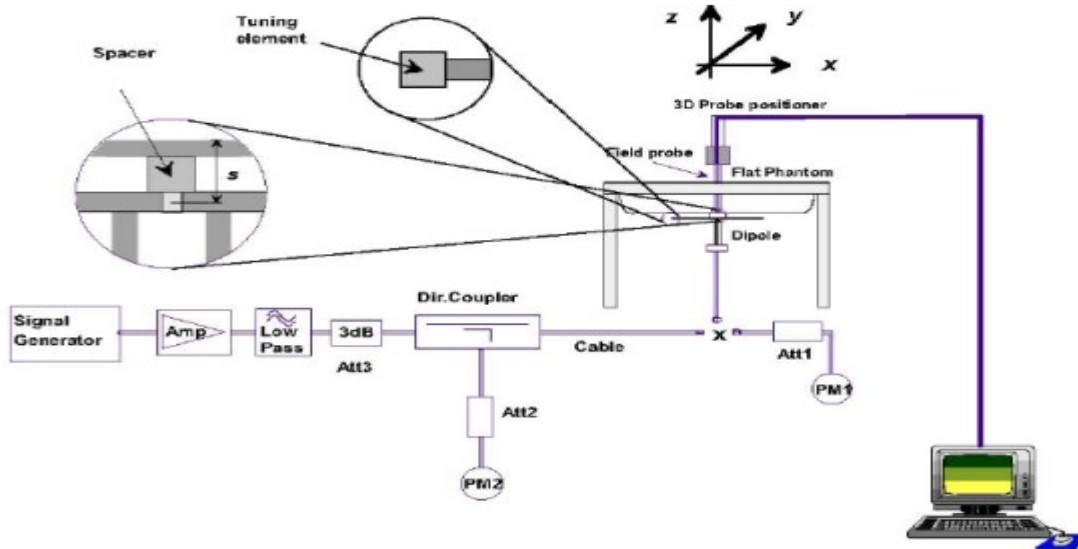 Tuning
element
Spacer
s
z
y
x
3D Probe positioner
Field probe
Flat Phantom
Dipole
Dir.Coupler
Signal
Generator
Amp
Low
Pass
3dB
Att3
Cable
x
Att1
PM1
Att2
PM2